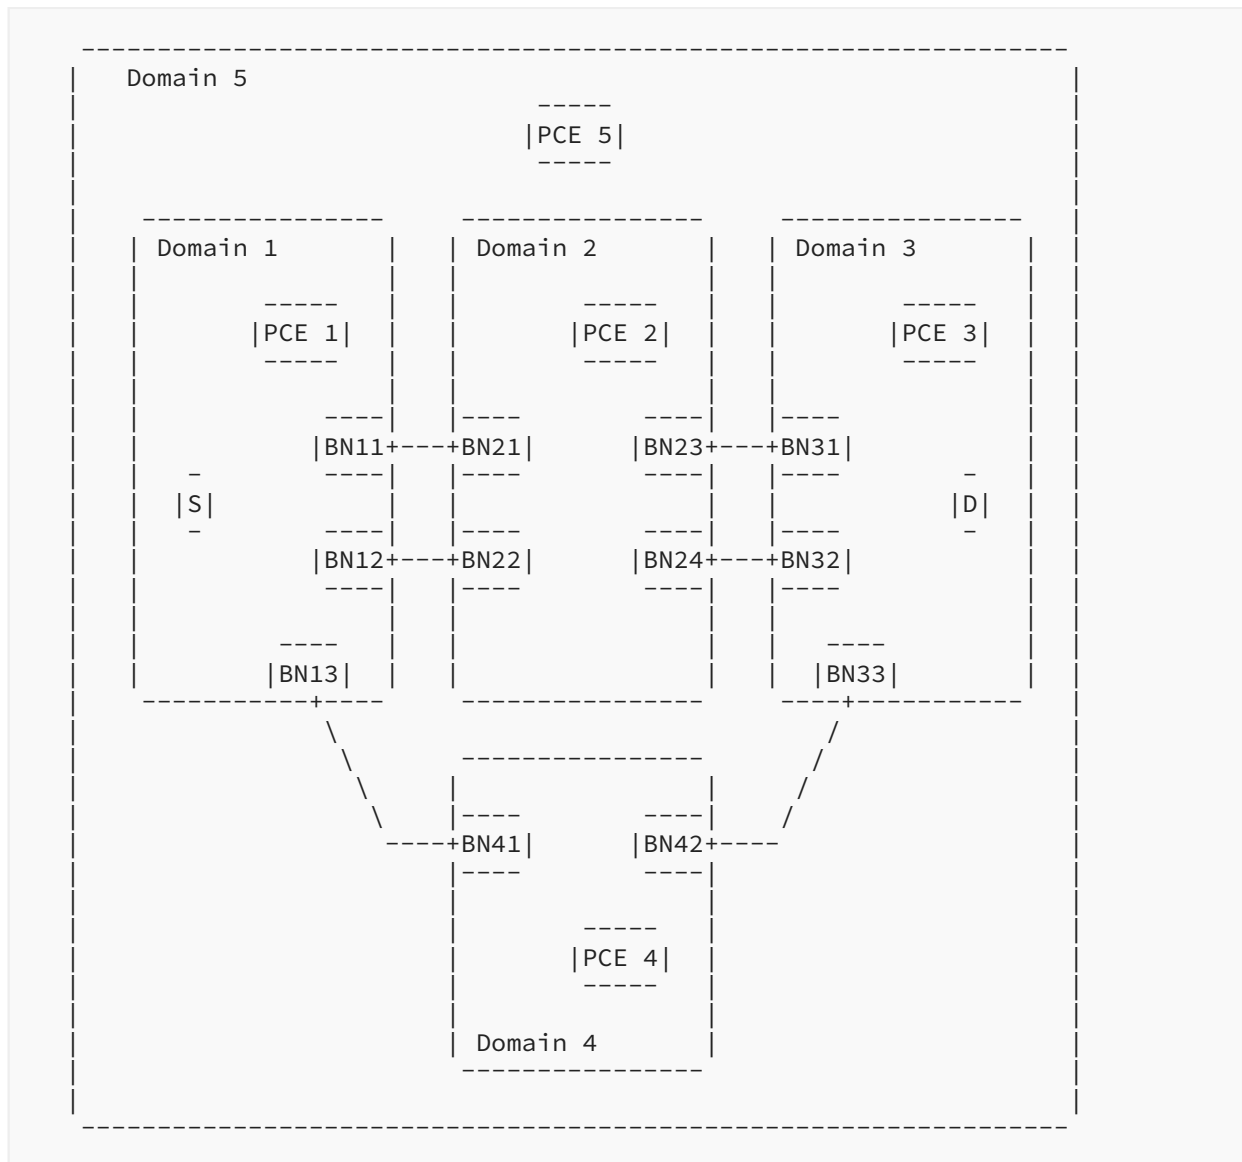 Domain 5
PCE 5
Domain 1 Domain 2 Domain 3
PCE 1 PCE 2 PCE 3
BN11 BN21 BN23 BN31
S D
BN12 BN22 BN24 BN32
BN13 BN33
BN41 BN42
PCE 4
Domain 4